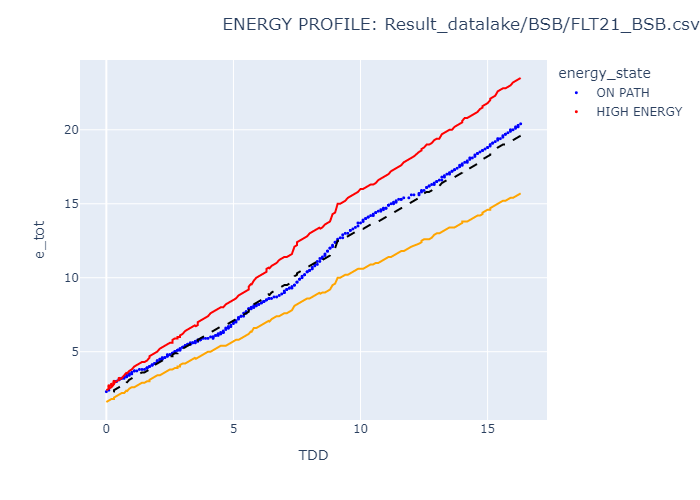 ENERGY PROFILE: Result_datalake/BSB/FLT21_BSB.csv
energy_state
ON PATH
HIGH ENERGY
e_tot
20
15
10
5
0
5
10
15
TDD